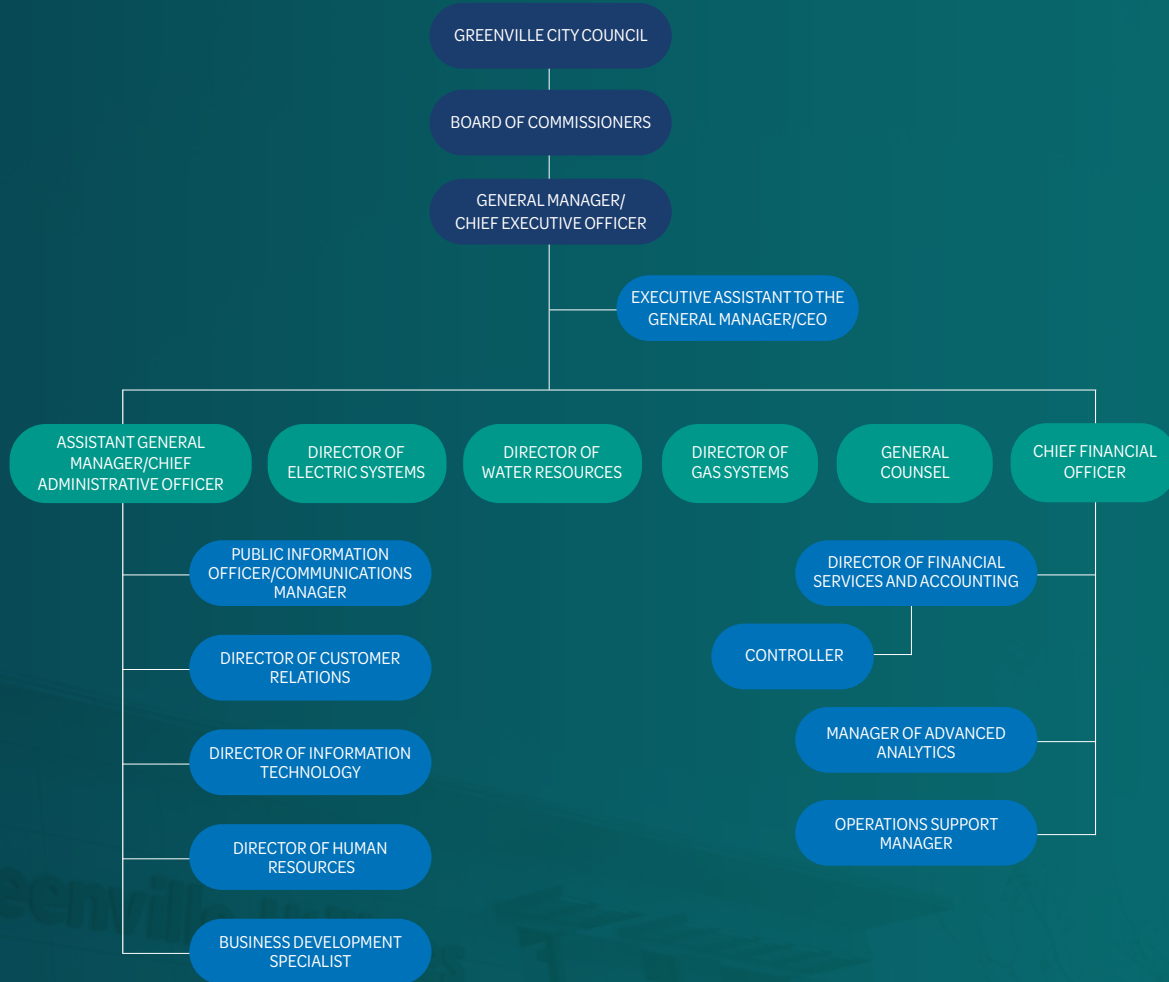 GREENVILLE CITY COUNCIL
BOARD OF COMMISSIONERS
GENERAL MANAGER/
CHIEF EXECUTIVE OFFICER
EXECUTIVE ASSISTANT TO THE
GENERAL MANAGER/CEO
ASSISTANT GENERAL
MANAGER/CHIEF
ADMINISTRATIVE OFFICER
DIRECTOR OF
ELECTRIC SYSTEMS
DIRECTOR OF
WATER RESOURCES
DIRECTOR OF
GAS SYSTEMS
GENERAL
COUNSEL
CHIEF FINANCIAL
OFFICER
PUBLIC INFORMATION
OFFICER/COMMUNICATIONS
MANAGER
DIRECTOR OF CUSTOMER
RELATIONS
DIRECTOR OF INFORMATION
TECHNOLOGY
DIRECTOR OF HUMAN
RESOURCES
BUSINESS DEVELOPMENT
SPECIALIST
DIRECTOR OF FINANCIAL
SERVICES AND ACCOUNTING
CONTROLLER
MANAGER OF ADVANCED
ANALYTICS
OPERATIONS SUPPORT
MANAGER